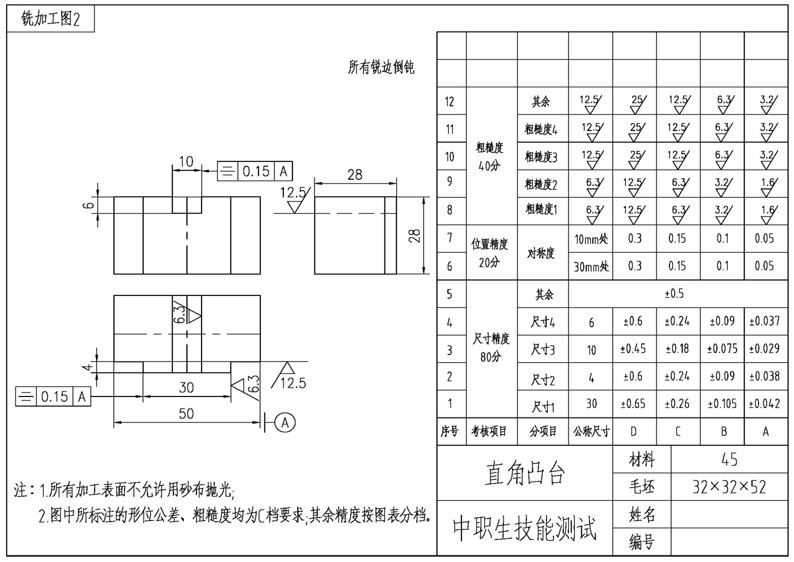 铣加工图2
所有锐边倒钝
10
0.15 A
12.5
28
6
28
6.3
4
6.3
12.5
0.15 A
30
50
A
注:1.所有加工表面不允许用砂布抛光;
2.图中所标注的形位公差、粗糙度均为C档要求;其余精度按图表分档。
12 粗糙度 40分 其余 12.5 25 12.5 6.3 3.2
11 粗糙度4 12.5 25 12.5 6.3 3.2
10 粗糙度3 12.5 25 12.5 6.3 3.2
9 粗糙度2 6.3 12.5 6.3 3.2 1.6
8 粗糙度1 6.3 12.5 6.3 3.2 1.6
7 位置精度 20分 对称度 10mm处 0.3 0.15 0.1 0.05
6 30mm处 0.3 0.15 0.1 0.05
5 尺寸精度 80分 其余 ±0.5
4 尺寸4 6 ±0.6 ±0.24 ±0.09 ±0.037
3 尺寸3 10 ±0.45 ±0.18 ±0.075 ±0.029
2 尺寸2 4 ±0.6 ±0.24 ±0.09 ±0.038
1 尺寸1 30 ±0.65 ±0.26 ±0.105 ±0.042
序号 考核项目 分项目 公称尺寸 D C B A
直角凸台 材料 45
毛坯 32×32×52
中职生技能测试 姓名
编号